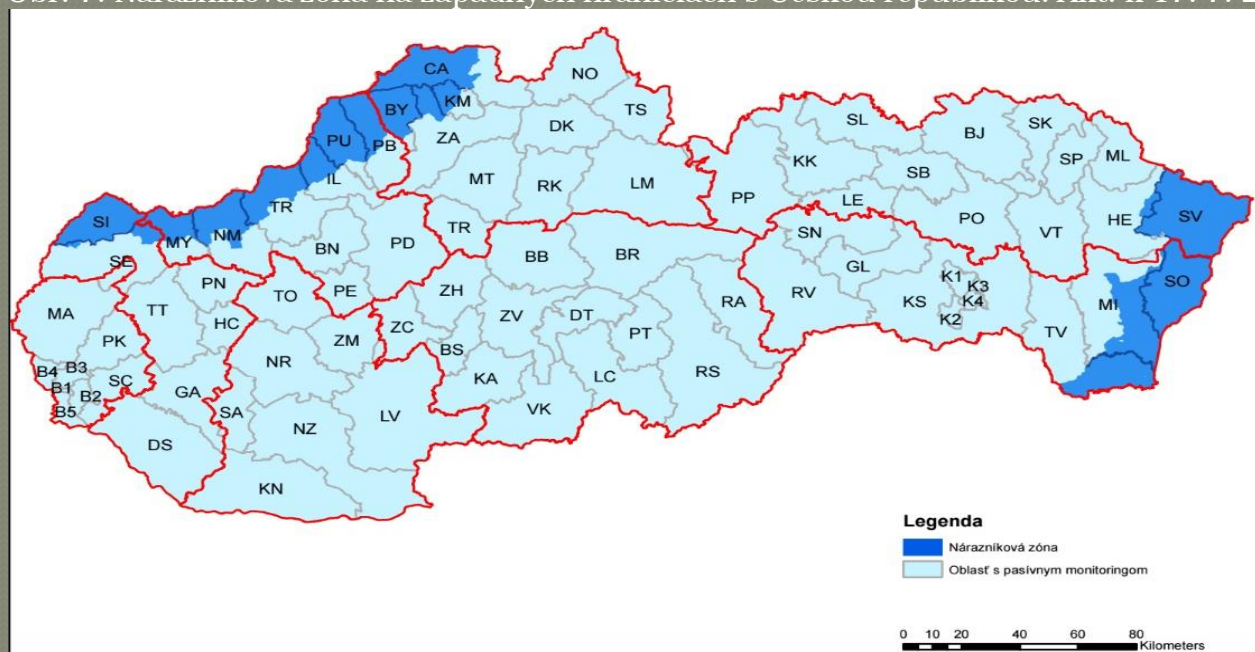 CA
NO
BY
KM
TS
SL
BJ
SK
PU
PB
ZA
DK
KK
SP
ML
IL
MT
RK
LM
SB
SI
TR
PP
LE
PO
HE
SV
MY
NM
BN
PD
TR
SN
VT
SE
BB
BR
GL
K1
SO
PN
TO
PE
ZH
RA
RV
KS
K3
K4
MI
MA
TT
HC
ZC
ZV
DT
PT
K2
TV
PK
NR
ZM
BS
B4
B3
SC
KA
LC
RS
B1
B2
GA
B5
SA
LV
VK
DS
NZ
KN
Legenda
Nárazníková zóna
Oblasť s pasívnym monitoringom
0 10 20 40 60 80
Kilometers